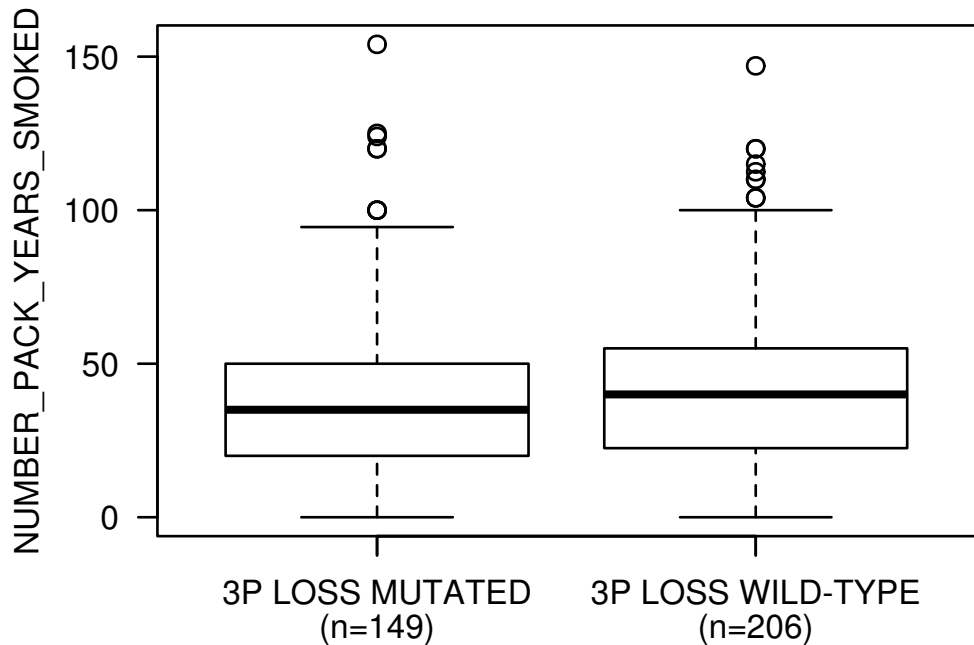 NUMBER_PACK_YEARS_SMOKED
150
100
50
0
3P LOSS MUTATED
(n=149)
3P LOSS WILD-TYPE
(n=206)